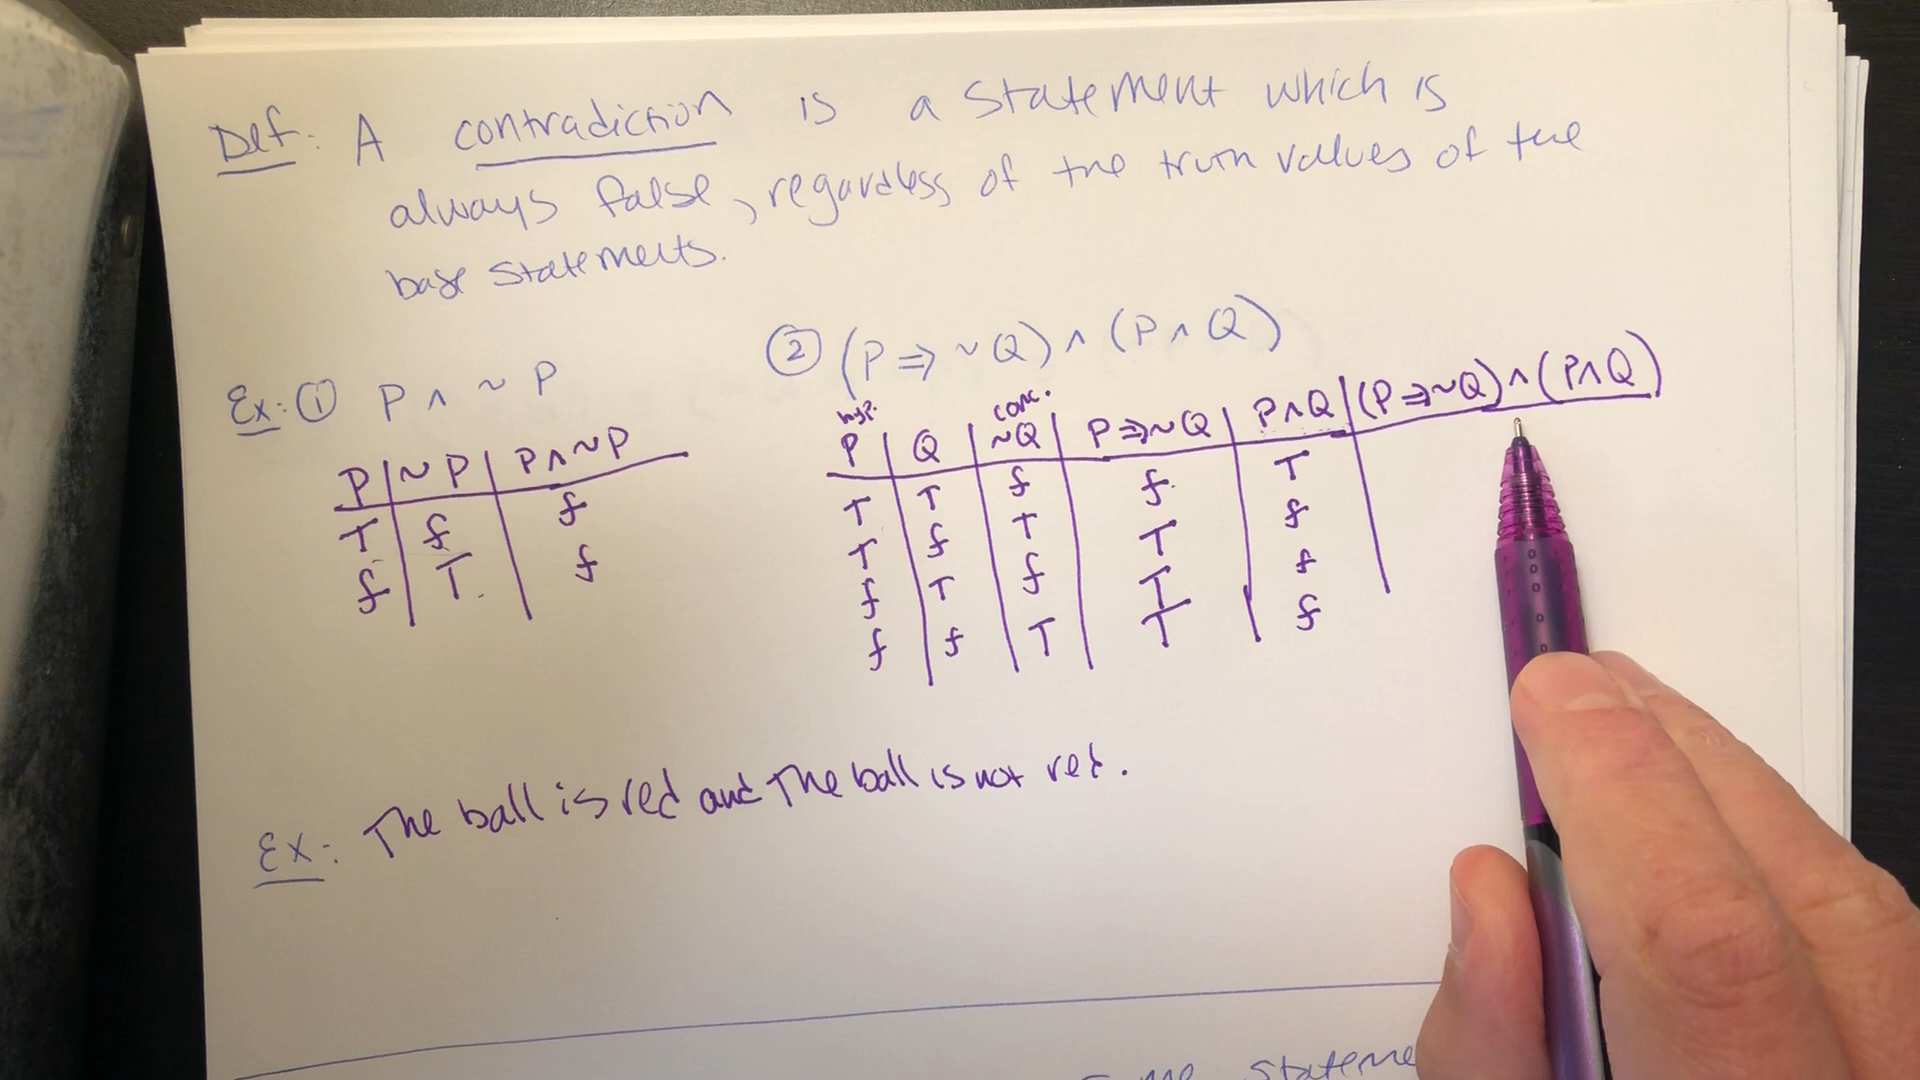 Def: A contradiction is a statement which is
always false, regardless of the truth values of the
base statements.
Ex: ① P ∧ ~P
P | ~P | P∧~P
T | f | f
f | T | f
② (P ⇒ ~Q) ∧ (P ∧ Q)
hyp. conc.
P | Q | ~Q | P⇒~Q | P∧Q | (P⇒~Q)∧(P∧Q)
T | T | f | f | T
T | f | T | T | f
f | T | f | T | f
f | f | T | T | f
Ex: The ball is red and The ball is not red.